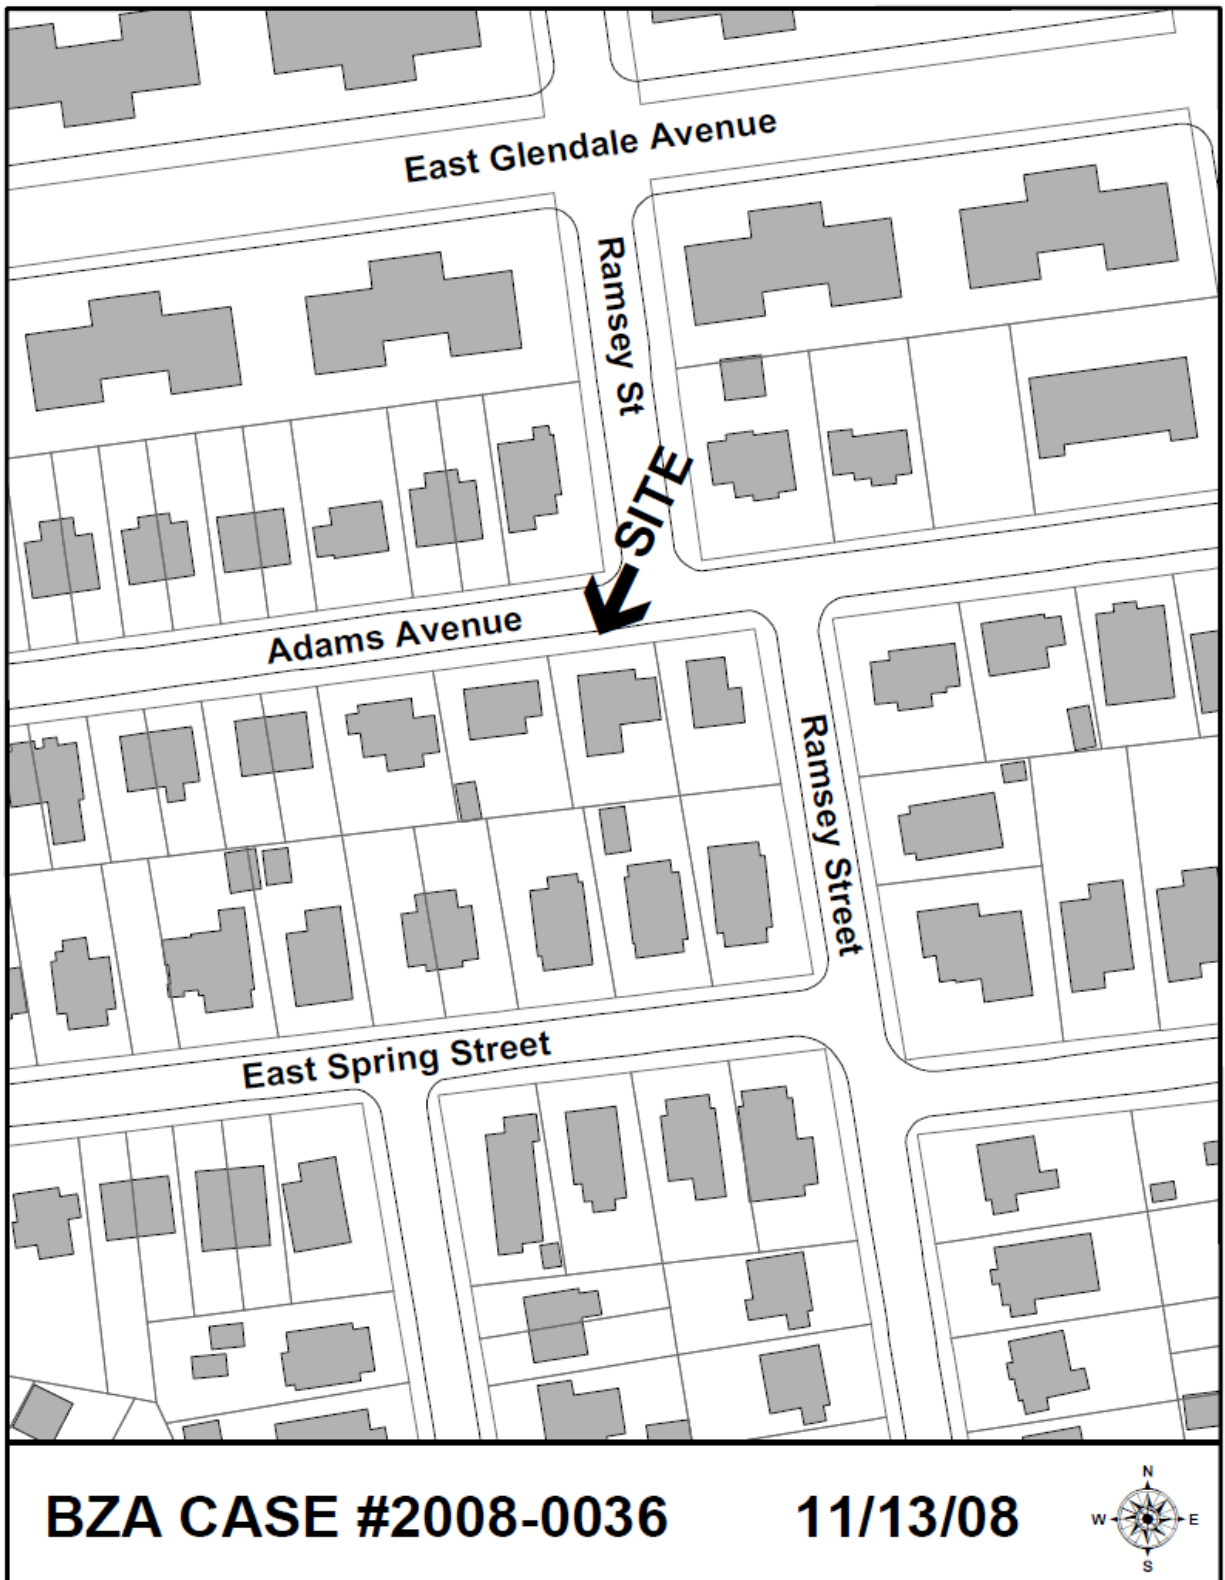 East Glendale Avenue
Ramsey St
SITE
Adams Avenue
Ramsey Street
East Spring Street
BZA CASE #2008-0036
11/13/08
N
W
E
S